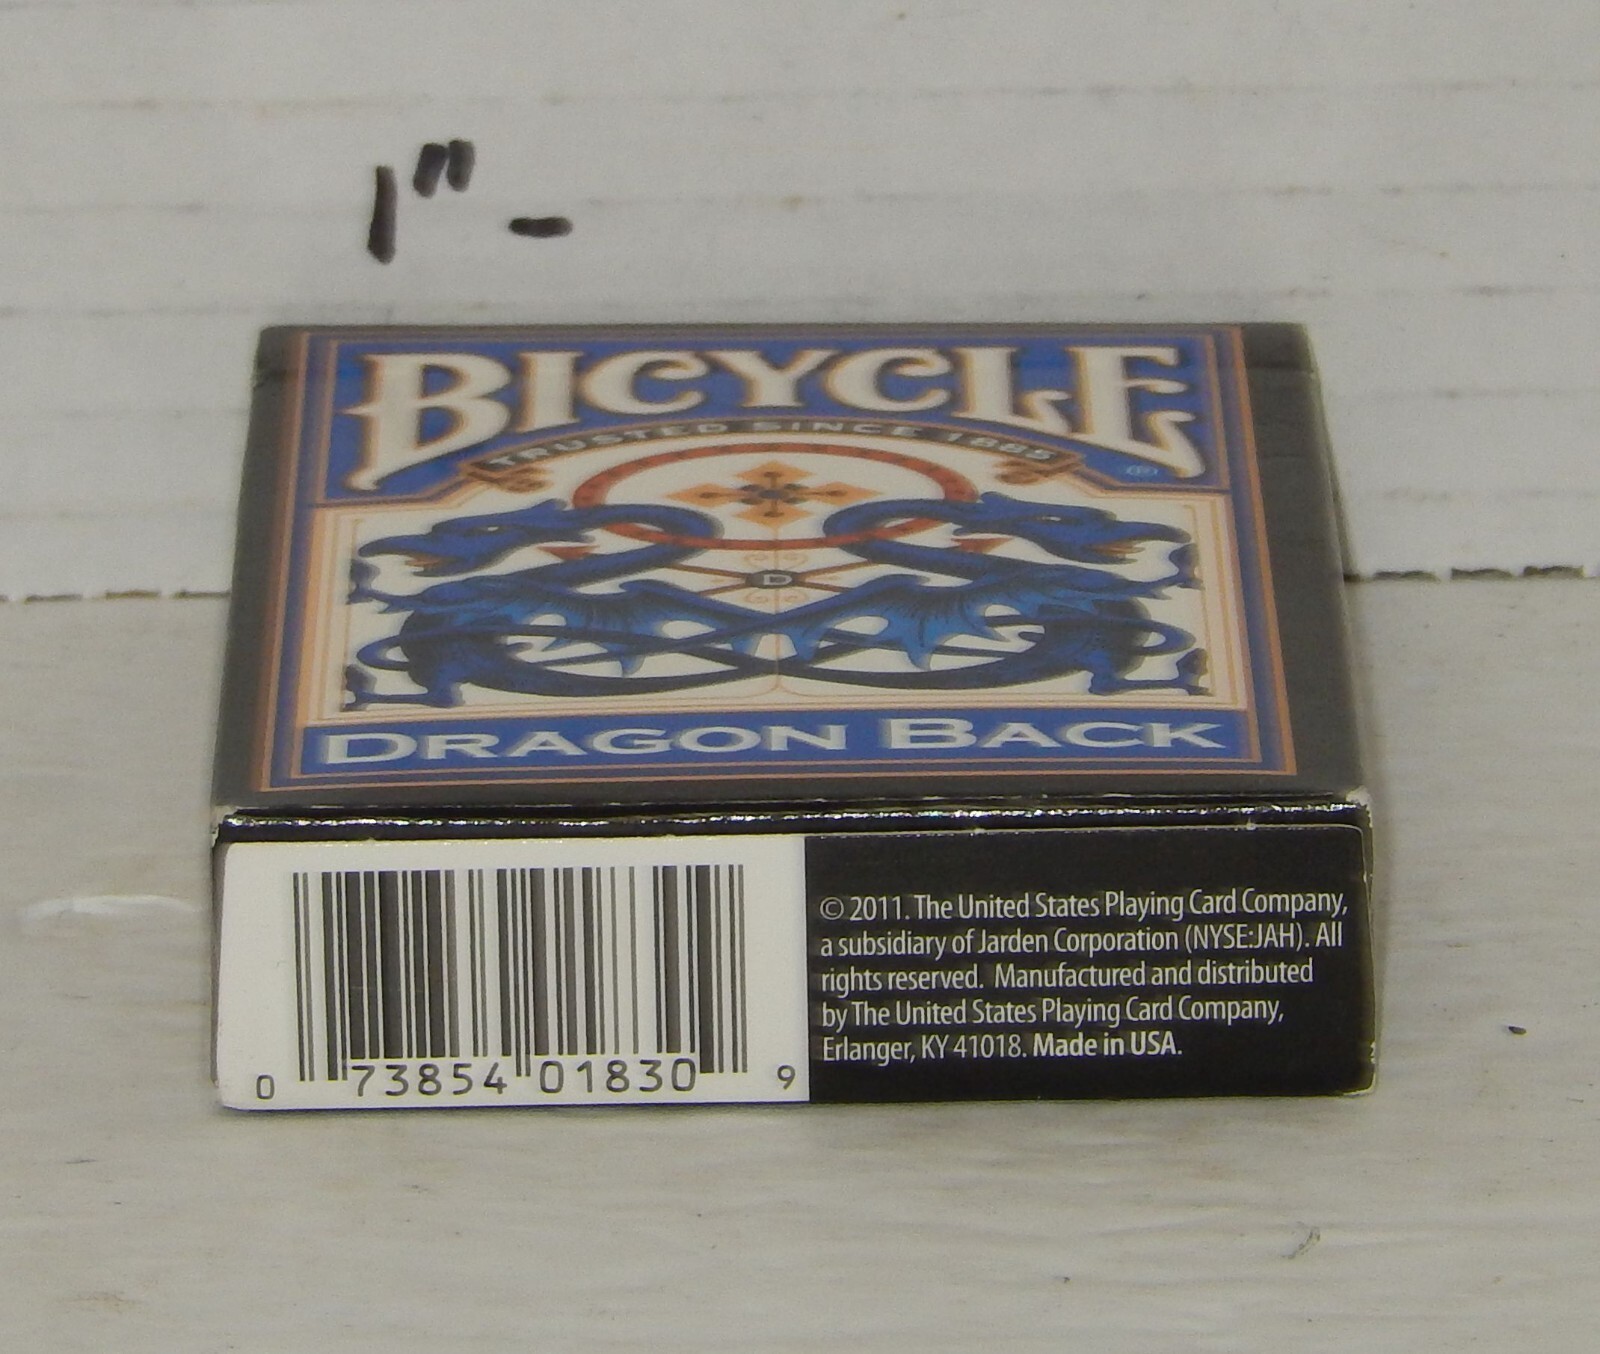 1" -
BICYCLE
TRUSTED SINCE 1885
®
D
DRAGON BACK
© 2011. The United States Playing Card Company,
a subsidiary of Jarden Corporation (NYSE:JAH). All
rights reserved. Manufactured and distributed
by The United States Playing Card Company,
Erlanger, KY 41018. Made in USA.
0 73854 01830 9